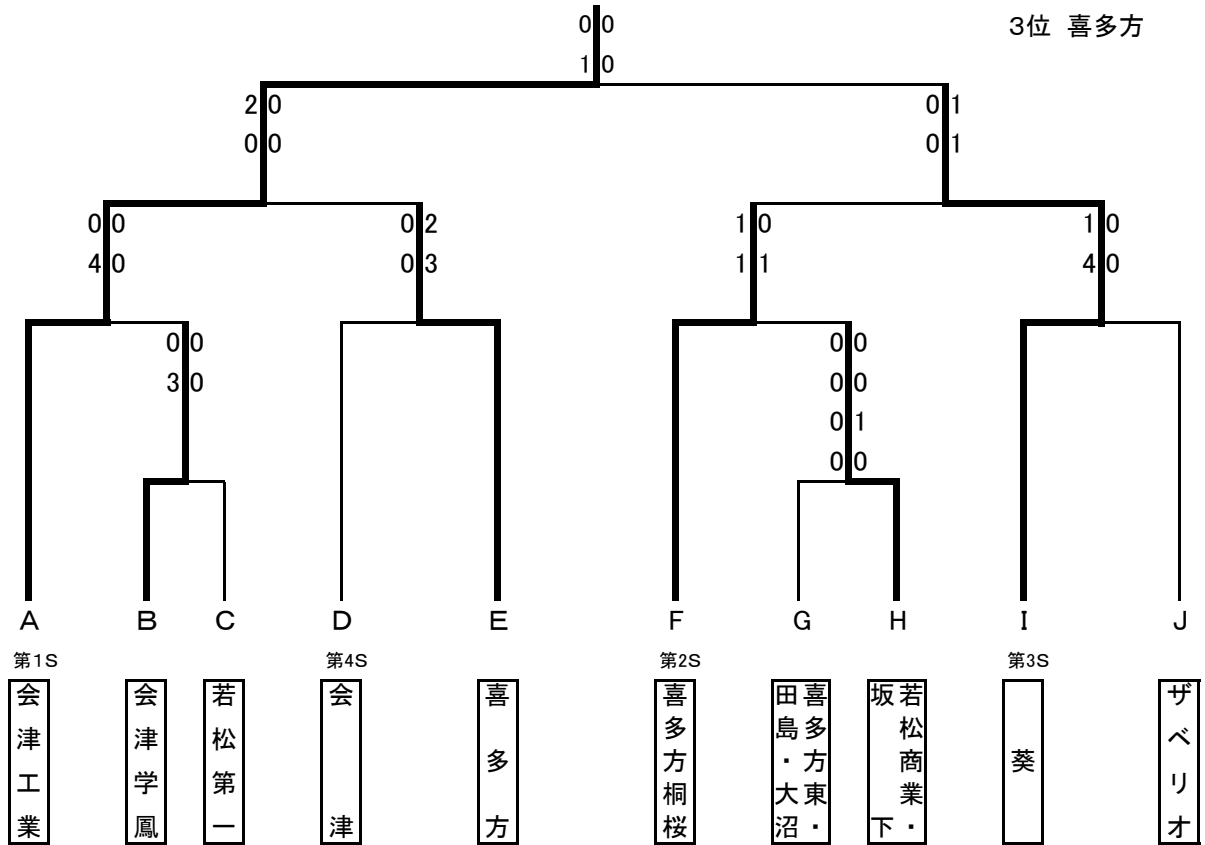 3位 喜多方
0 0
1 0
2 0
0 0
0 1
0 1
0 0
4 0
0 2
0 3
1 0
1 1
1 0
4 0
0 0
3 0
0 0
0 0
0 1
0 0
A B C D E F G H I J
第1S 第4S 第2S 第3S
会津工業
会津学鳳
若松第一
会津
喜多方
喜多方桐桜
喜多方東・
田島・大沼
若松商業・
坂下
葵
ザベリオ